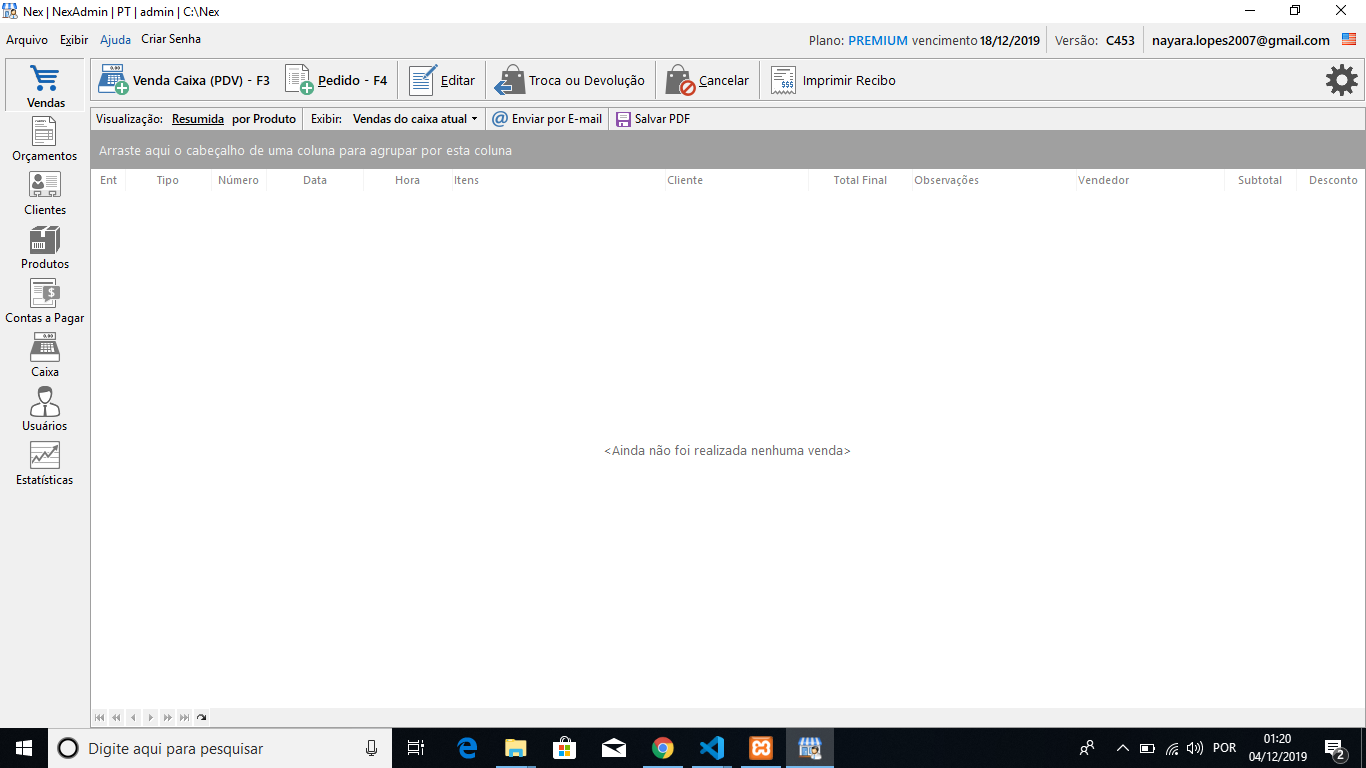 Nex | NexAdmin | PT | admin | C:\Nex
Arquivo Exibir Ajuda Criar Senha Plano: PREMIUM vencimento 18/12/2019 Versão: C453 nayara.lopes2007@gmail.com
Vendas
Orçamentos
Clientes
Produtos
Contas a Pagar
Caixa
Usuários
Estatísticas
Venda Caixa (PDV) - F3 Pedido - F4 Editar Troca ou Devolução Cancelar Imprimir Recibo
Visualização: Resumida por Produto Exibir: Vendas do caixa atual @ Enviar por E-mail Salvar PDF
Arraste aqui o cabeçalho de uma coluna para agrupar por esta coluna
Ent Tipo Número Data Hora Itens Cliente Total Final Observações Vendedor Subtotal Desconto
<Ainda não foi realizada nenhuma venda>
Digite aqui para pesquisar POR 01:20
04/12/2019 2